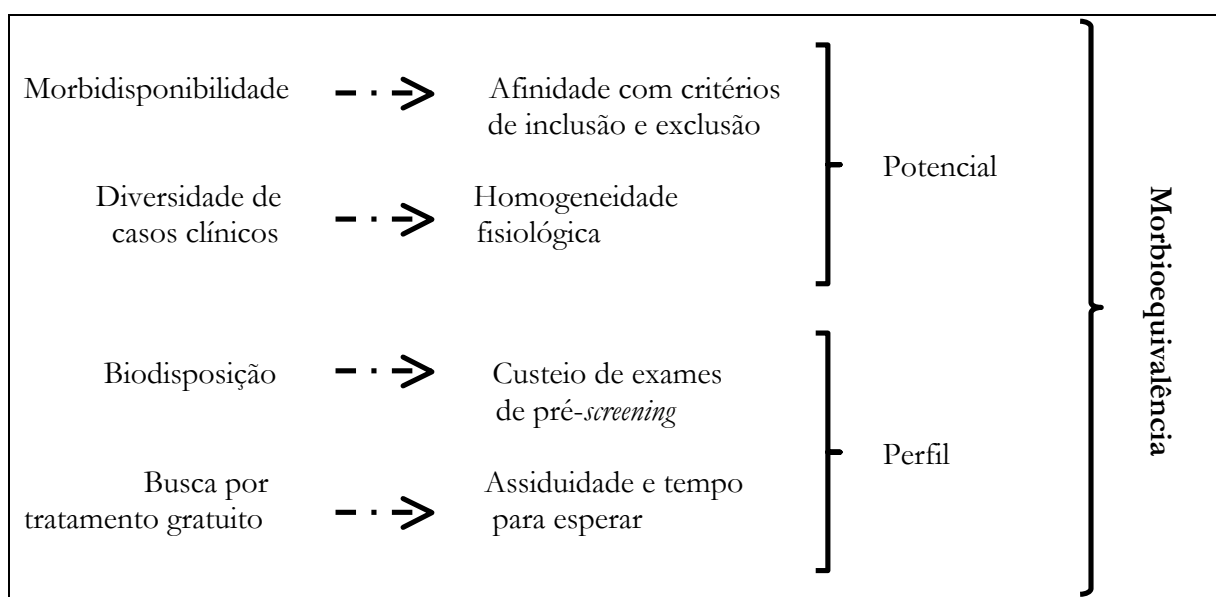 Morbidisponibilidade
Afinidade com critérios
de inclusão e exclusão
Potencial
Diversidade de
casos clínicos
Homogeneidade
fisiológica
Biodisposição
Custeio de exames
de pré-screening
Perfil
Busca por
tratamento gratuito
Assiduidade e tempo
para esperar
Morbioequivalência